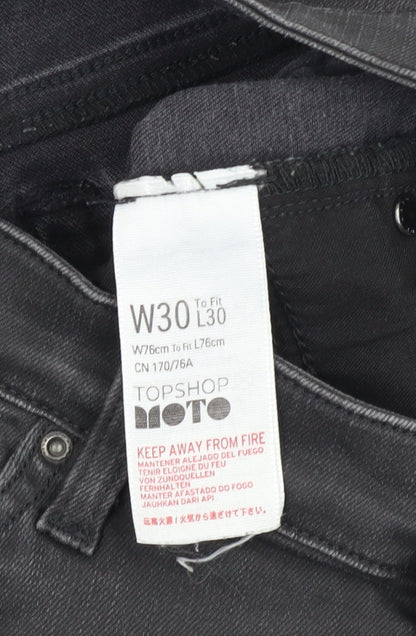 W30 To Fit L30
W76cm To Fit L76cm
CN 170/76A
TOPSHOP
MOTO
KEEP AWAY FROM FIRE
MANTENER ALEJADO DEL FUEGO
TENIR ELOIGNE DU FEU
VON ZUNDQUELLEN
FERNHALTEN
MANTER AFASTADO DO FOGO
JAUHKAN DARI API
远离火源 / 火気から遠ざけて下さい。